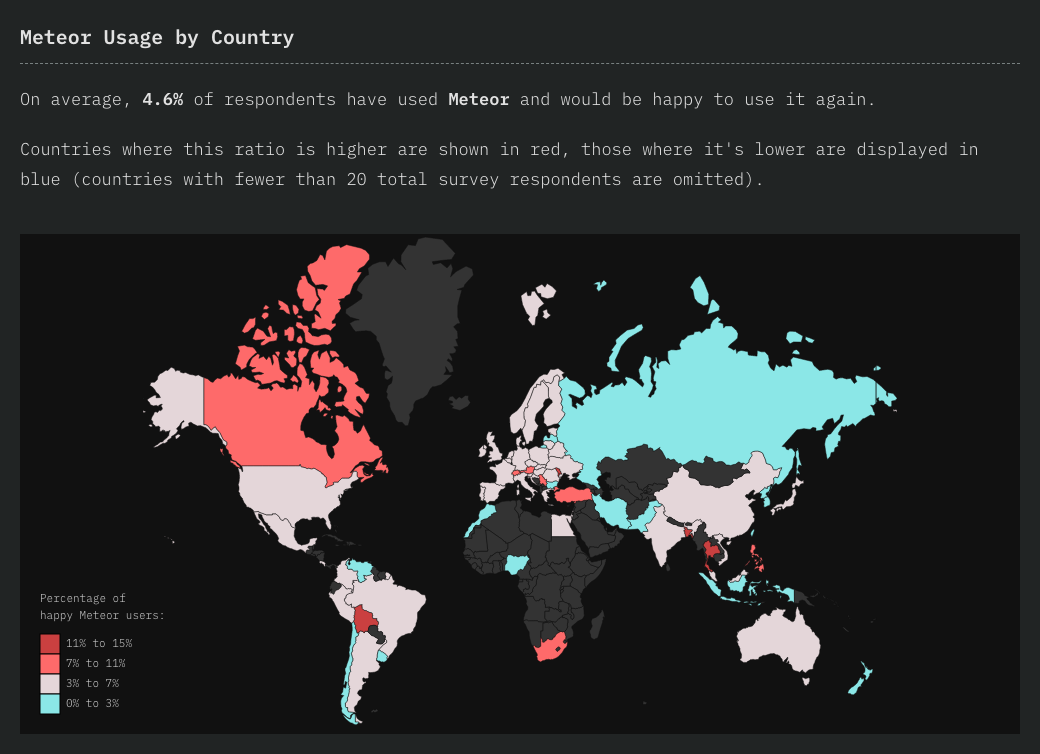 Meteor Usage by Country
On average, 4.6% of respondents have used Meteor and would be happy to use it again.
Countries where this ratio is higher are shown in red, those where it's lower are displayed in
blue (countries with fewer than 20 total survey respondents are omitted).
Percentage of
happy Meteor users:
11% to 15%
7% to 11%
3% to 7%
0% to 3%